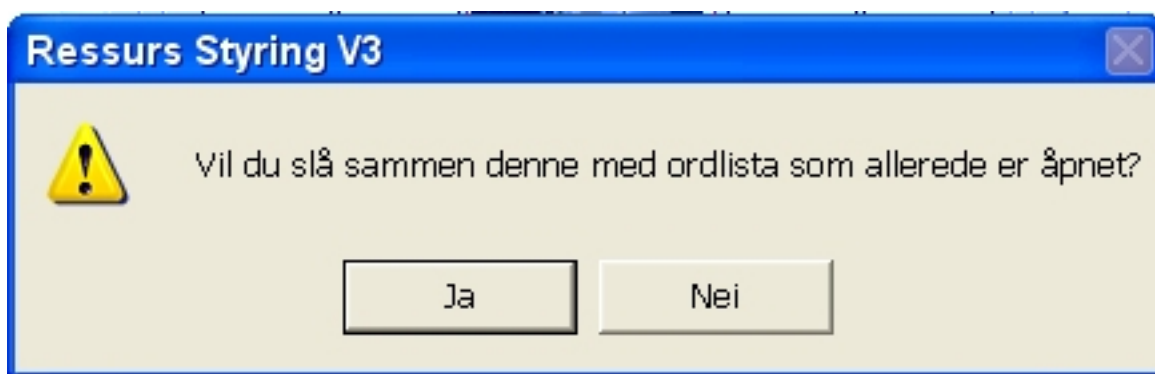 Ressurs Styring V3
Vil du slå sammen denne med ordlista som allerede er åpnet?
Ja
Nei